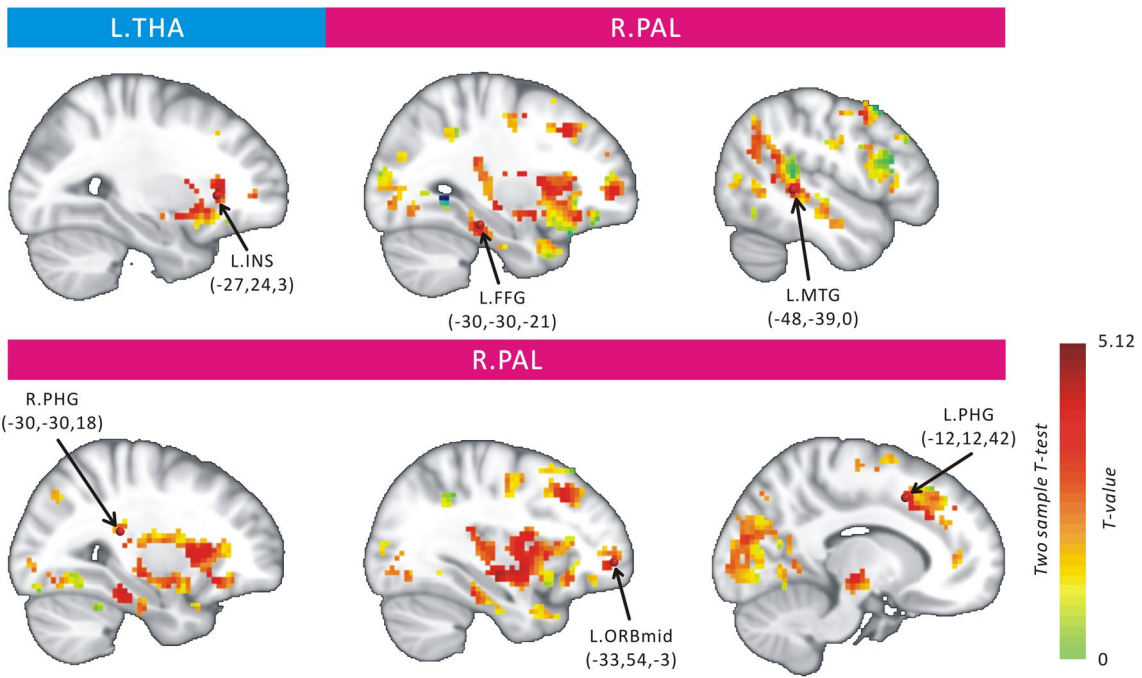 L.THA
R.PAL
L.INS
(-27,24,3)
L.FFG
(-30,-30,-21)
L.MTG
(-48,-39,0)
R.PAL
R.PHG
(-30,-30,18)
L.ORBmid
(-33,54,-3)
L.PHG
(-12,12,42)
5.12
Two sample T-test
T-value
0